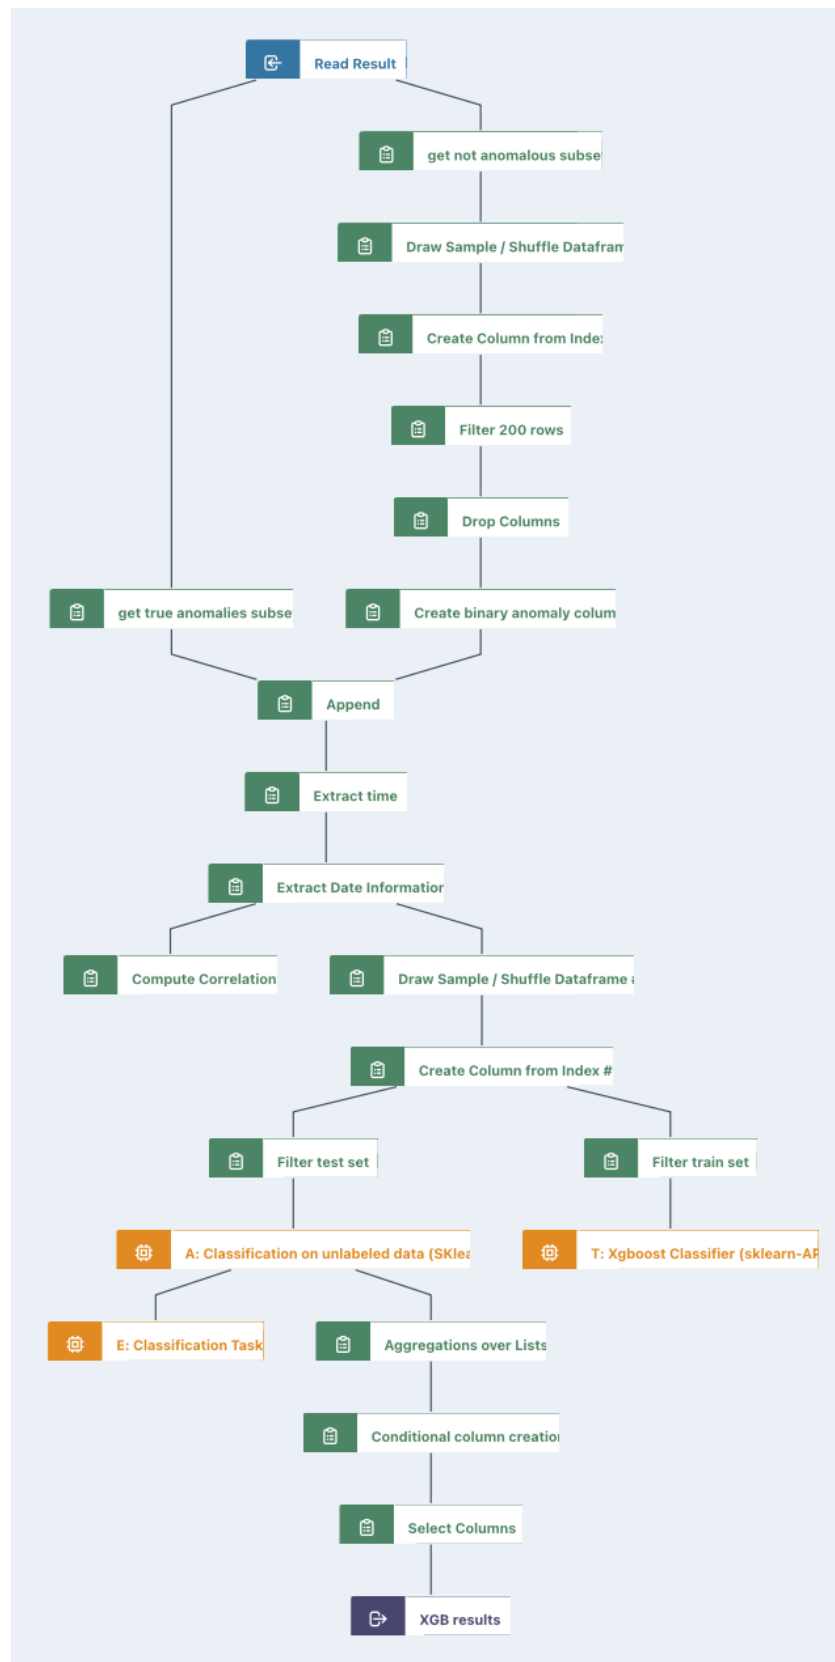 Read Result
get not anomalous subse
Draw Sample / Shuffle Datafram
Create Column from Index
Filter 200 rows
Drop Columns
get true anomalies subse
Create binary anomaly colum
Append
Extract time
Extract Date Information
Compute Correlation
Draw Sample / Shuffle Dataframe #
Create Column from Index #
Filter test set
Filter train set
A: Classification on unlabeled data (SKlea
T: Xgboost Classifier (sklearn-AP
E: Classification Task
Aggregations over Lists
Conditional column creation
Select Columns
XGB results